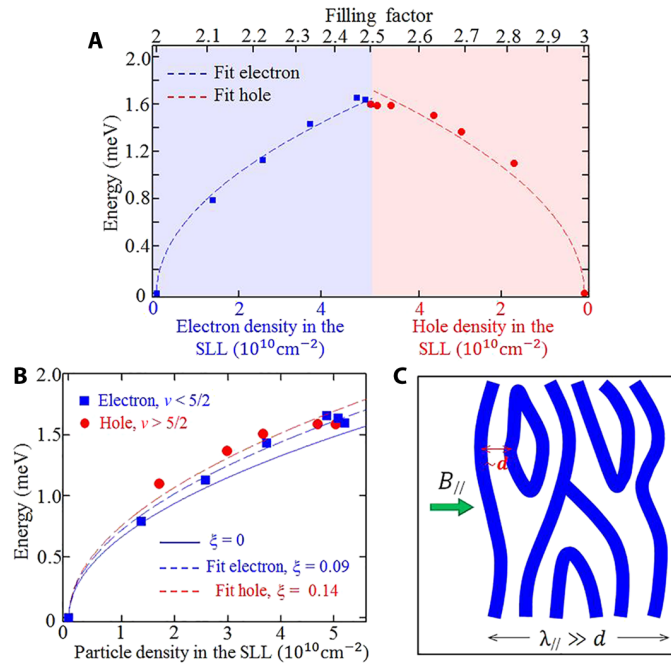 Filling factor
A
2 2.1 2.2 2.3 2.4 2.5 2.6 2.7 2.8 2.9 3
Fit electron
Fit hole
2.0
1.6
1.2
0.8
0.4
0
Energy (meV)
0 2 4 4 2 0
Electron density in the
SLL (10¹⁰cm⁻²)
Hole density in the
SLL (10¹⁰cm⁻²)
B
2.0
1.5
1.0
0.5
0
Energy (meV)
Electron, ν < 5/2
Hole, ν > 5/2
ξ = 0
Fit electron, ξ = 0.09
Fit hole, ξ = 0.14
0 1 2 3 4 5
Particle density in the SLL (10¹⁰cm⁻²)
C
~d
B//
λ// ≫ d